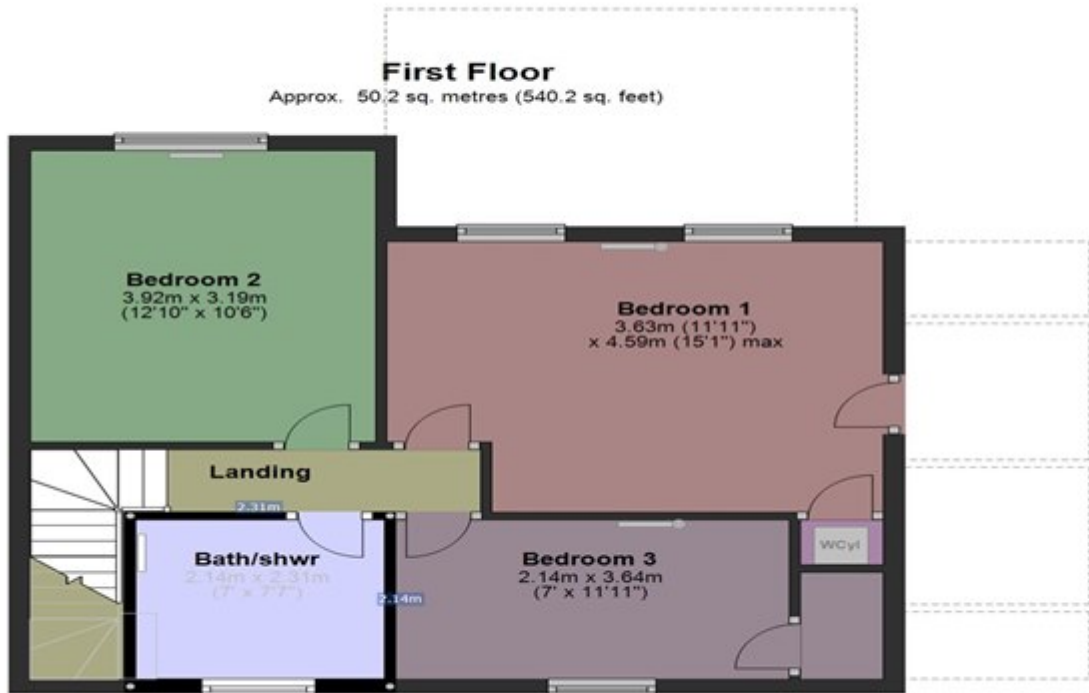 First Floor
Approx. 50.2 sq. metres (540.2 sq. feet)
Bedroom 2
3.92m x 3.19m
(12'10" x 10'6")
Bedroom 1
3.63m (11'11")
x 4.59m (15'1") max
Landing
2.31m
Bath/shwr
2.14m x 2.31m
(7' x 7'7")
2.14m
Bedroom 3
2.14m x 3.64m
(7' x 11'11")
WCyl